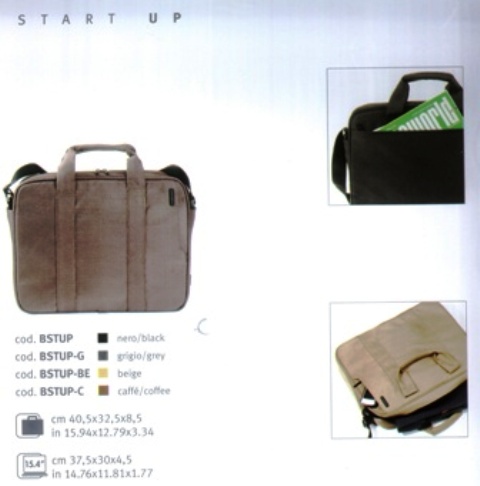 START UP
world
cod. BSTUP nero/black
cod. BSTUP-G grigio/grey
cod. BSTUP-BE beige
cod. BSTUP-C caffé/coffee
cm 40,5x32,5x8,5
in 15.94x12.79x3.34
15.4"
cm 37,5x30x4,5
in 14.76x11.81x1.77